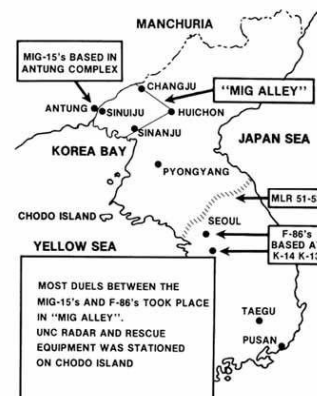 MANCHURIA
MIG-15's BASED IN
ANTUNG COMPLEX
CHANGJU
"MIG ALLEY"
ANTUNG
SINUIJU
HUICHON
SINANJU
JAPAN SEA
KOREA BAY
PYONGYANG
MLR 51-5
CHODO ISLAND
SEOUL
F-86's
BASED A
K-14 K-13
YELLOW SEA
MOST DUELS BETWEEN THE
MIG-15's AND F-86's TOOK PLACE
IN "MIG ALLEY".
UNC RADAR AND RESCUE
EQUIPMENT WAS STATIONED
ON CHODO ISLAND
TAEGU
PUSAN